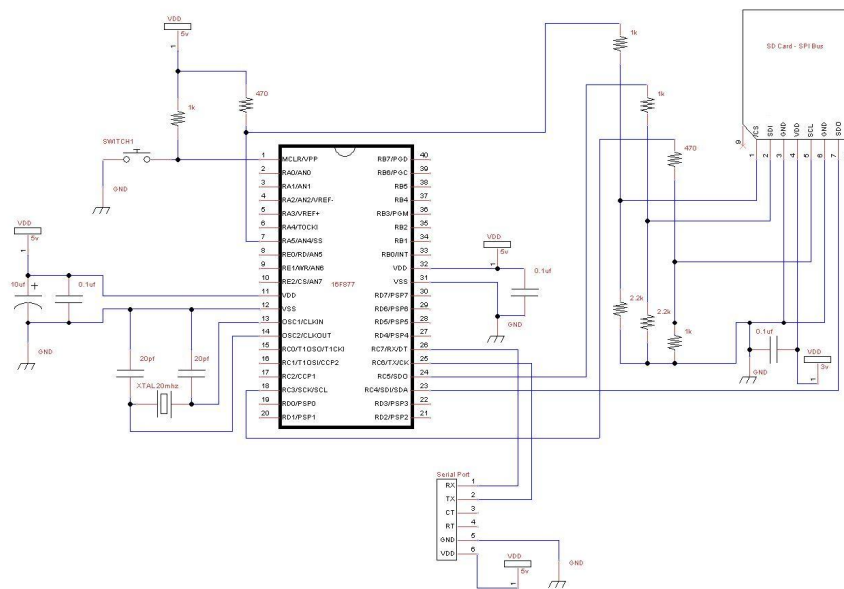 VDD
5v
1
1k
470
SWITCH1
GND
1k
1k
470
SD Card - SPI Bus
/CS
SDI
GND
VDD
SCL
GND
SDO
9
1
2
3
4
5
6
7
1 MCLR/VPP RB7/PGD 40
2 RA0/AN0 RB6/PGC 39
3 RA1/AN1 RB5 38
4 RA2/AN2/VREF- RB4 37
5 RA3/VREF+ RB3/PGM 36
6 RA4/TOCKI RB2 35
7 RA5/AN4/SS RB1 34
8 RE0/RD/AN5 RB0/INT 33
9 RE1/WR/AN6 VDD 32
10 RE2/CS/AN7 VSS 31
11 VDD RD7/PSP7 30
12 VSS RD6/PSP6 29
13 OSC1/CLKIN RD5/PSP5 28
14 OSC2/CLKOUT RD4/PSP4 27
15 RC0/T1OSO/T1CKI RC7/RX/DT 26
16 RC1/T1OSI/CCP2 RC6/TX/CK 25
17 RC2/CCP1 RC5/SDO 24
18 RC3/SCK/SCL RC4/SDI/SDA 23
19 RD0/PSP0 RD3/PSP3 22
20 RD1/PSP1 RD2/PSP2 21
16F877
VDD
5v
1
10uf
+
0.1uf
GND
VDD
5v
1
0.1uf
GND
20pf
20pf
XTAL20mhz
2.2k
2.2k
1k
0.1uf
GND
VDD
3v
1
Serial Port
RX 1
TX 2
CT 3
RT 4
GND 5
VDD 6
VDD
5v
1
GND